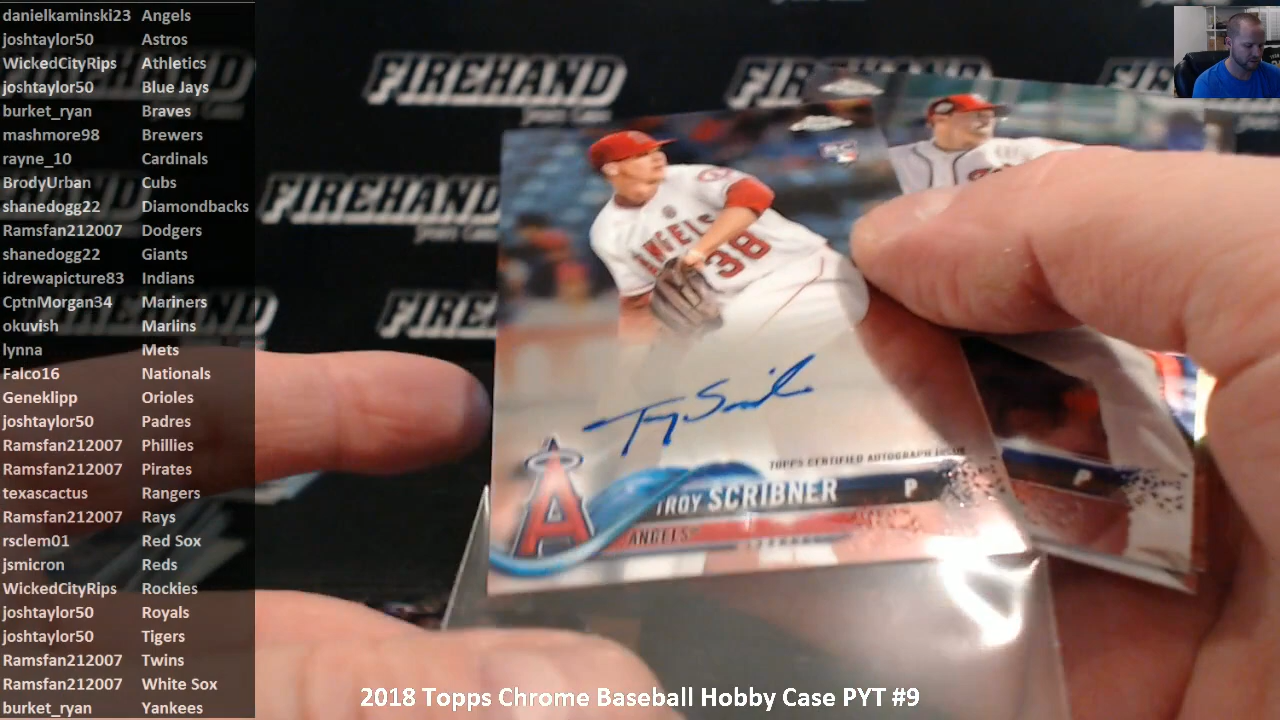 danielkaminski23 Angels
joshtaylor50 Astros
WickedCityRips Athletics
joshtaylor50 Blue Jays
burket_ryan Braves
mashmore98 Brewers
rayne_10 Cardinals
BrodyUrban Cubs
shanedogg22 Diamondbacks
Ramsfan212007 Dodgers
shanedogg22 Giants
idrewapicture83 Indians
CptnMorgan34 Mariners
okuvish Marlins
lynna Mets
Falco16 Nationals
Geneklipp Orioles
joshtaylor50 Padres
Ramsfan212007 Phillies
Ramsfan212007 Pirates
texascactus Rangers
Ramsfan212007 Rays
rsclem01 Red Sox
jsmicron Reds
WickedCityRips Rockies
joshtaylor50 Royals
joshtaylor50 Tigers
Ramsfan212007 Twins
Ramsfan212007 White Sox
burket_ryan Yankees
FIREHAND
FIREHAND
FIREHAND
RC
ANGELS
38
TOPPS CERTIFIED AUTOGRAPH ISSUE
TROY SCRIBNER P
A ANGELS
P
2018 Topps Chrome Baseball Hobby Case PYT #9